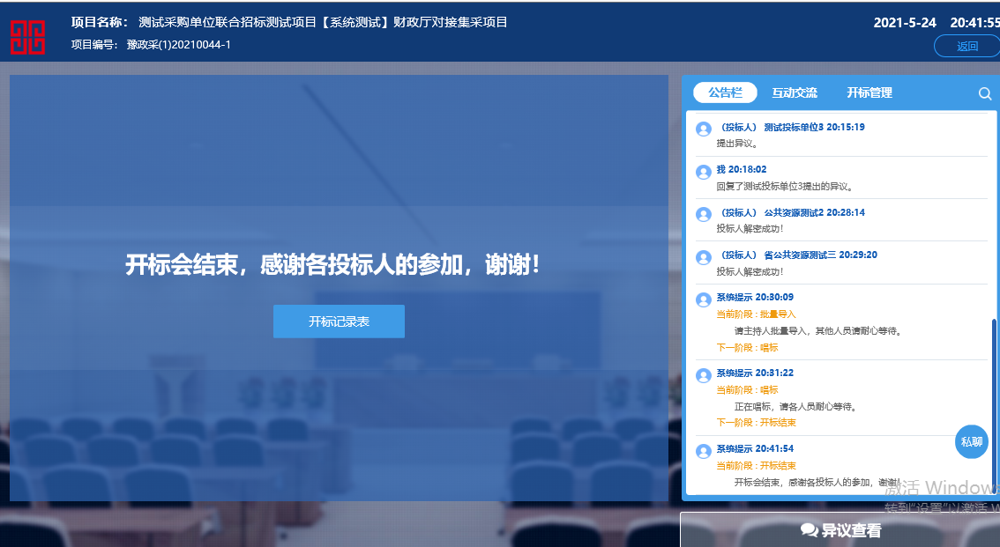 项目名称： 测试采购单位联合招标测试项目【系统测试】财政厅对接集采项目
2021-5-24 20:41:55
项目编号： 豫政采(1)20210044-1
返回
开标会结束，感谢各投标人的参加，谢谢！
开标记录表
公告栏 互动交流 开标管理
（投标人） 测试投标单位3 20:15:19
提出异议。
我 20:18:02
回复了测试投标单位3提出的异议。
（投标人） 公共资源测试2 20:28:14
投标人解密成功！
（投标人） 省公共资源测试三 20:29:20
投标人解密成功！
系统提示 20:30:09
当前阶段 : 批量导入
请主持人批量导入，其他人员请耐心等待。
下一阶段 : 唱标
系统提示 20:31:22
当前阶段 : 唱标
正在唱标，请各人员耐心等待。
下一阶段 : 开标结束
系统提示 20:41:54
当前阶段 : 开标结束
开标会结束，感谢各投标人的参加，谢谢！
私聊
激活 Windows
转到"设置"以激活 W
异议查看